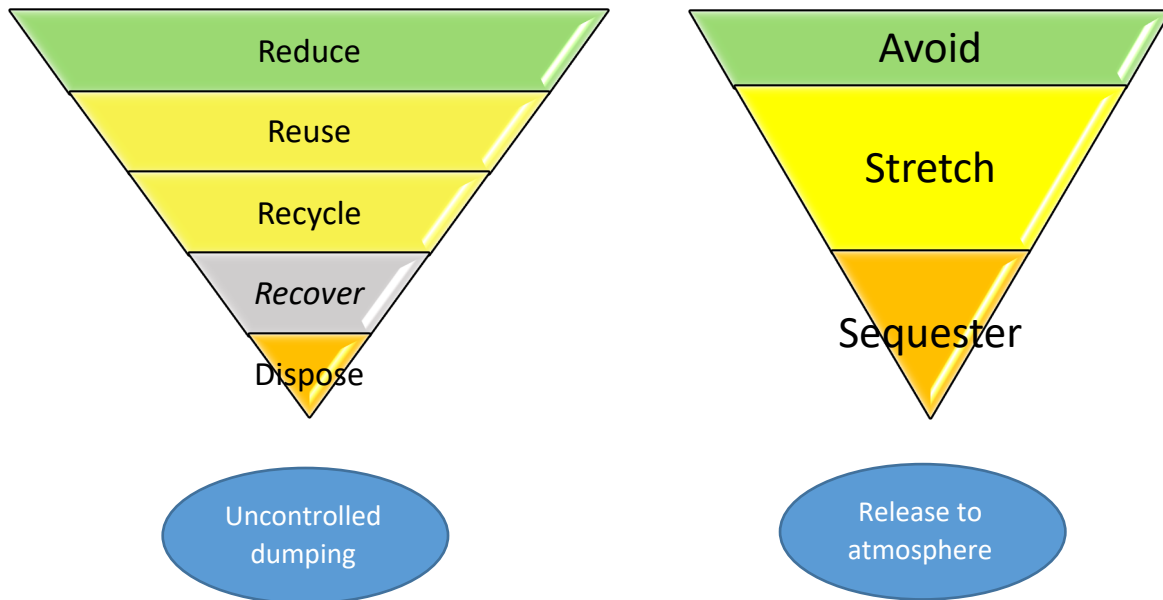 Reduce
Reuse
Recycle
Recover
Dispose
Uncontrolled
dumping
Avoid
Stretch
Sequester
Release to
atmosphere